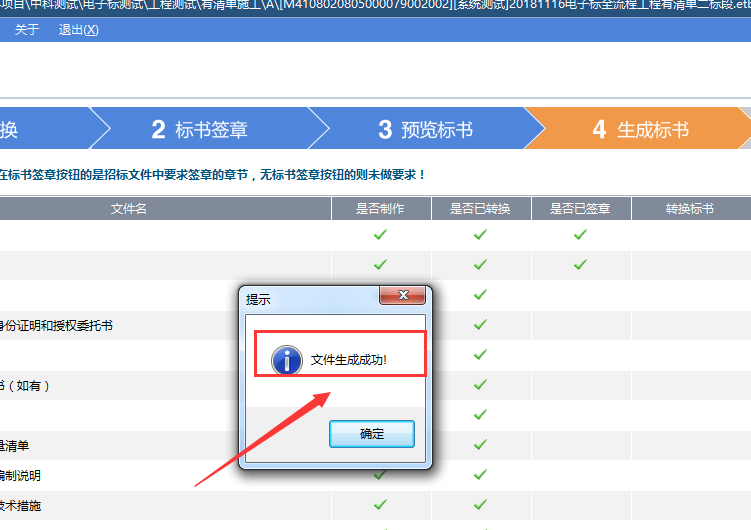 项目\中科测试\电子标测试\工程测试\有清单施工\A\[M4108020805000079002002][系统测试]20181116电子标全流程工程有清单二标段.etB
关于 退出(X)
换 2 标书签章 3 预览标书 4 生成标书
在标书签章按钮的是招标文件中要求签章的章节，无标书签章按钮的则未做要求！
文件名 是否制作 是否已转换 是否已签章 转换标书
提示
身份证明和授权委托书
文件生成成功!
书（如有）
确定
量清单
编制说明
技术措施